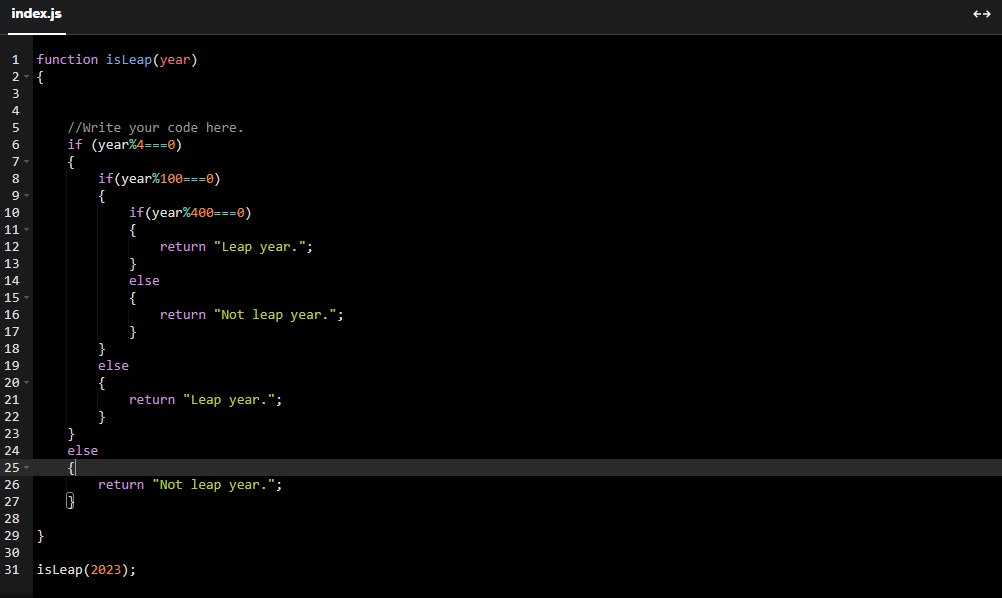 index.js
1 function isLeap(year)
2 {
3
4
5     //Write your code here.
6     if (year%4===0)
7     {
8         if(year%100===0)
9         {
10             if(year%400===0)
11             {
12                 return "Leap year.";
13             }
14             else
15             {
16                 return "Not leap year.";
17             }
18         }
19         else
20         {
21             return "Leap year.";
22         }
23     }
24     else
25     {
26         return "Not leap year.";
27     }
28
29 }
30
31 isLeap(2023);